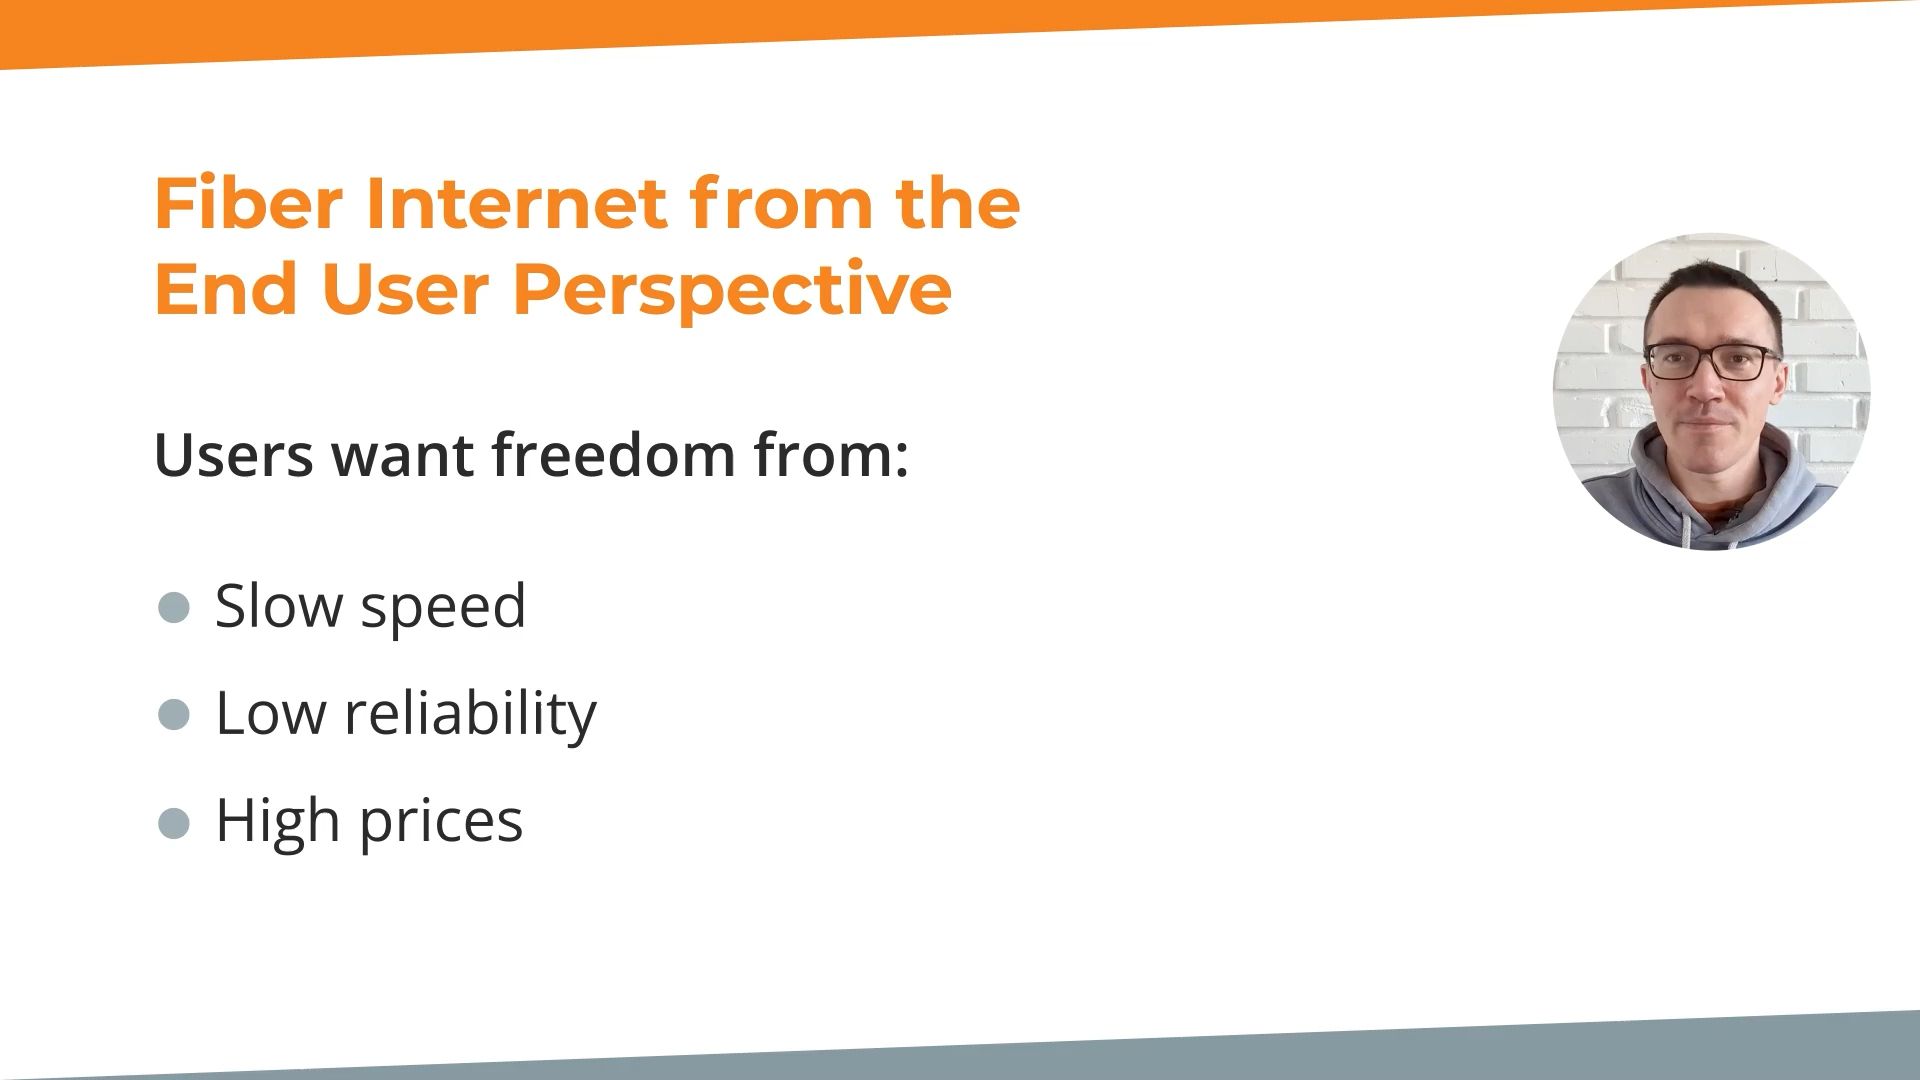 Fiber Internet from the
End User Perspective
Users want freedom from:
Slow speed
Low reliability
High prices